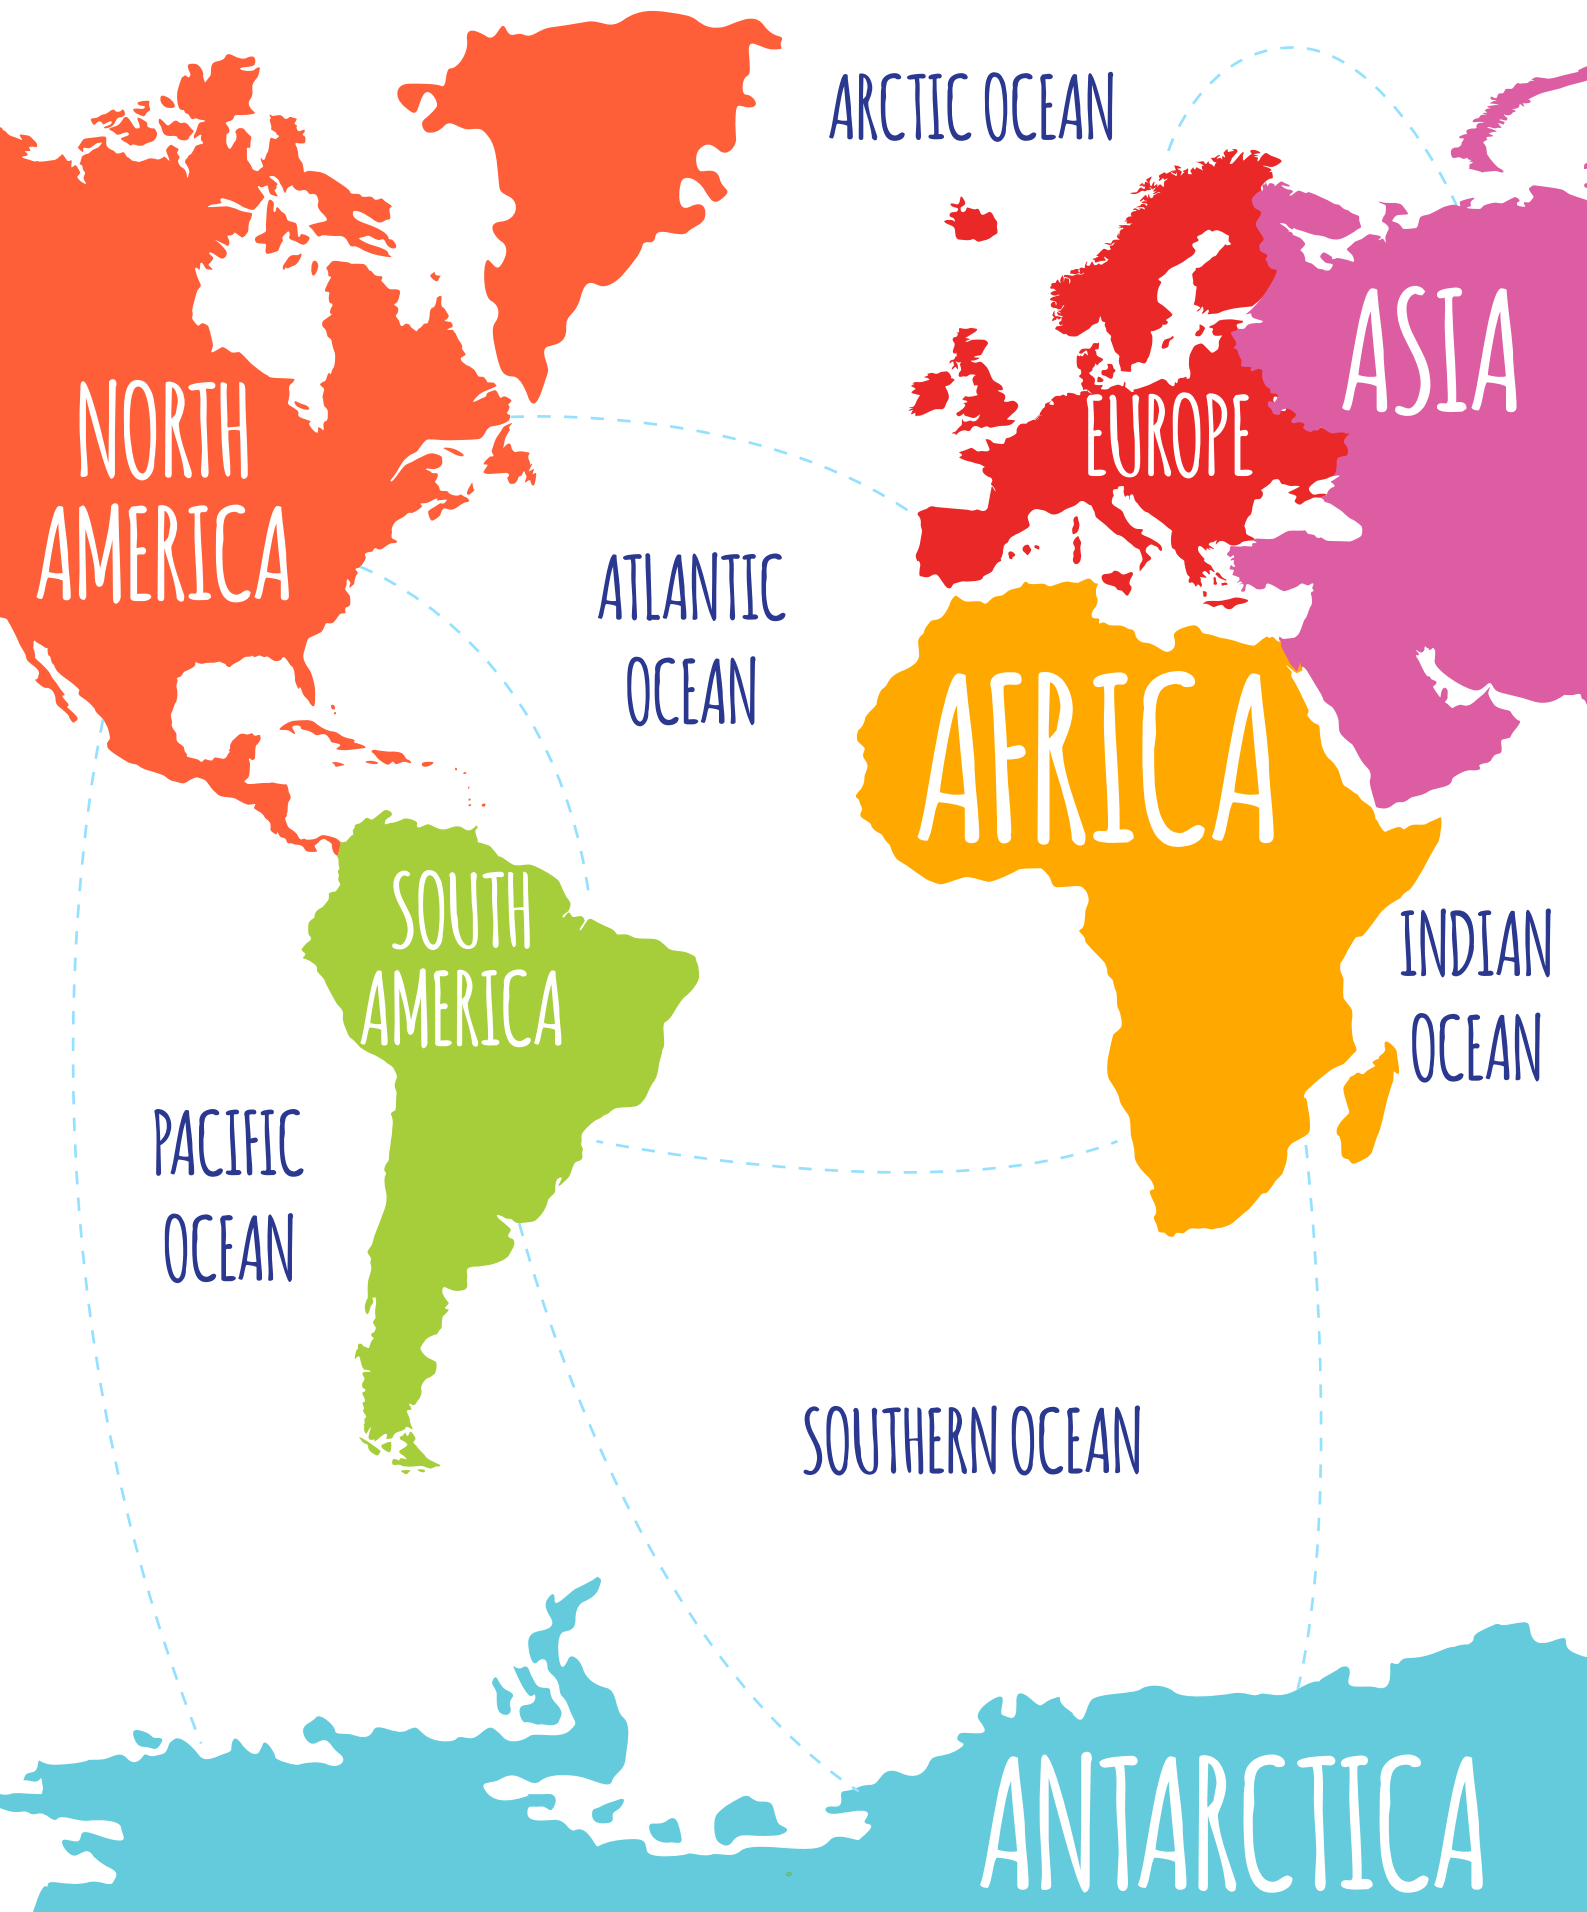 ARCTIC OCEAN
ASIA
NORTH
AMERICA
EUROPE
ATLANTIC
OCEAN
AFRICA
SOUTH
AMERICA
INDIAN
OCEAN
PACIFIC
OCEAN
SOUTHERN OCEAN
ANTARCTICA